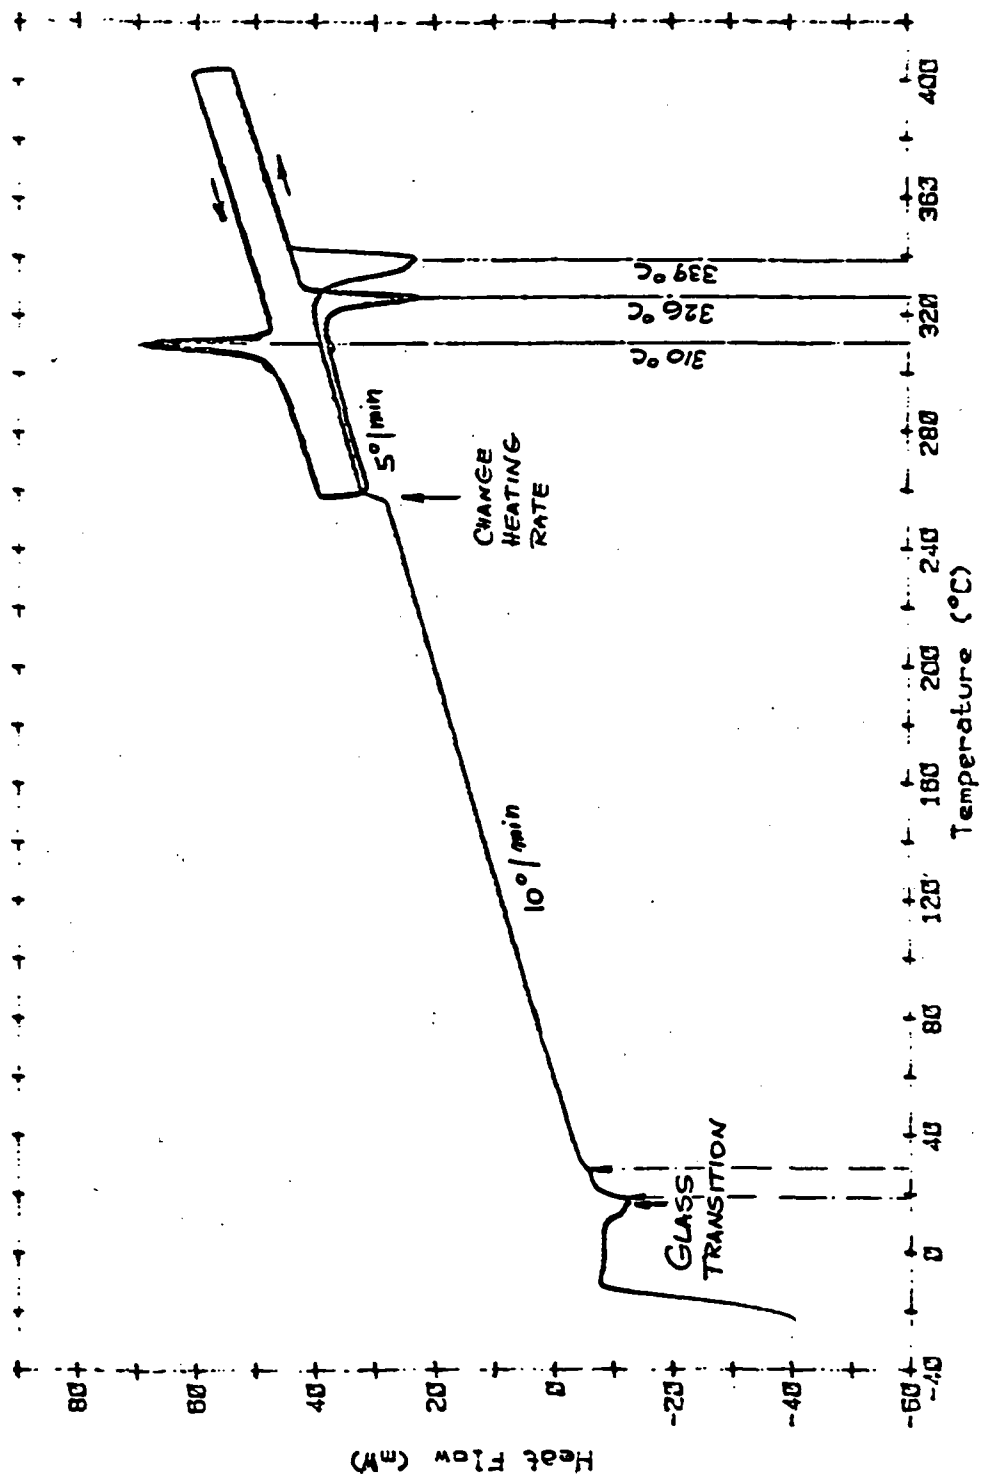 Heat Flow (mW)
80
60
40
20
0
-20
-40
-60
-40
0
40
80
120
160
200
240
280
320
360
400
Temperature (°C)
GLASS
TRANSITION
10°/min
CHANGE
HEATING
RATE
5°/min
310°C
326°C
339°C